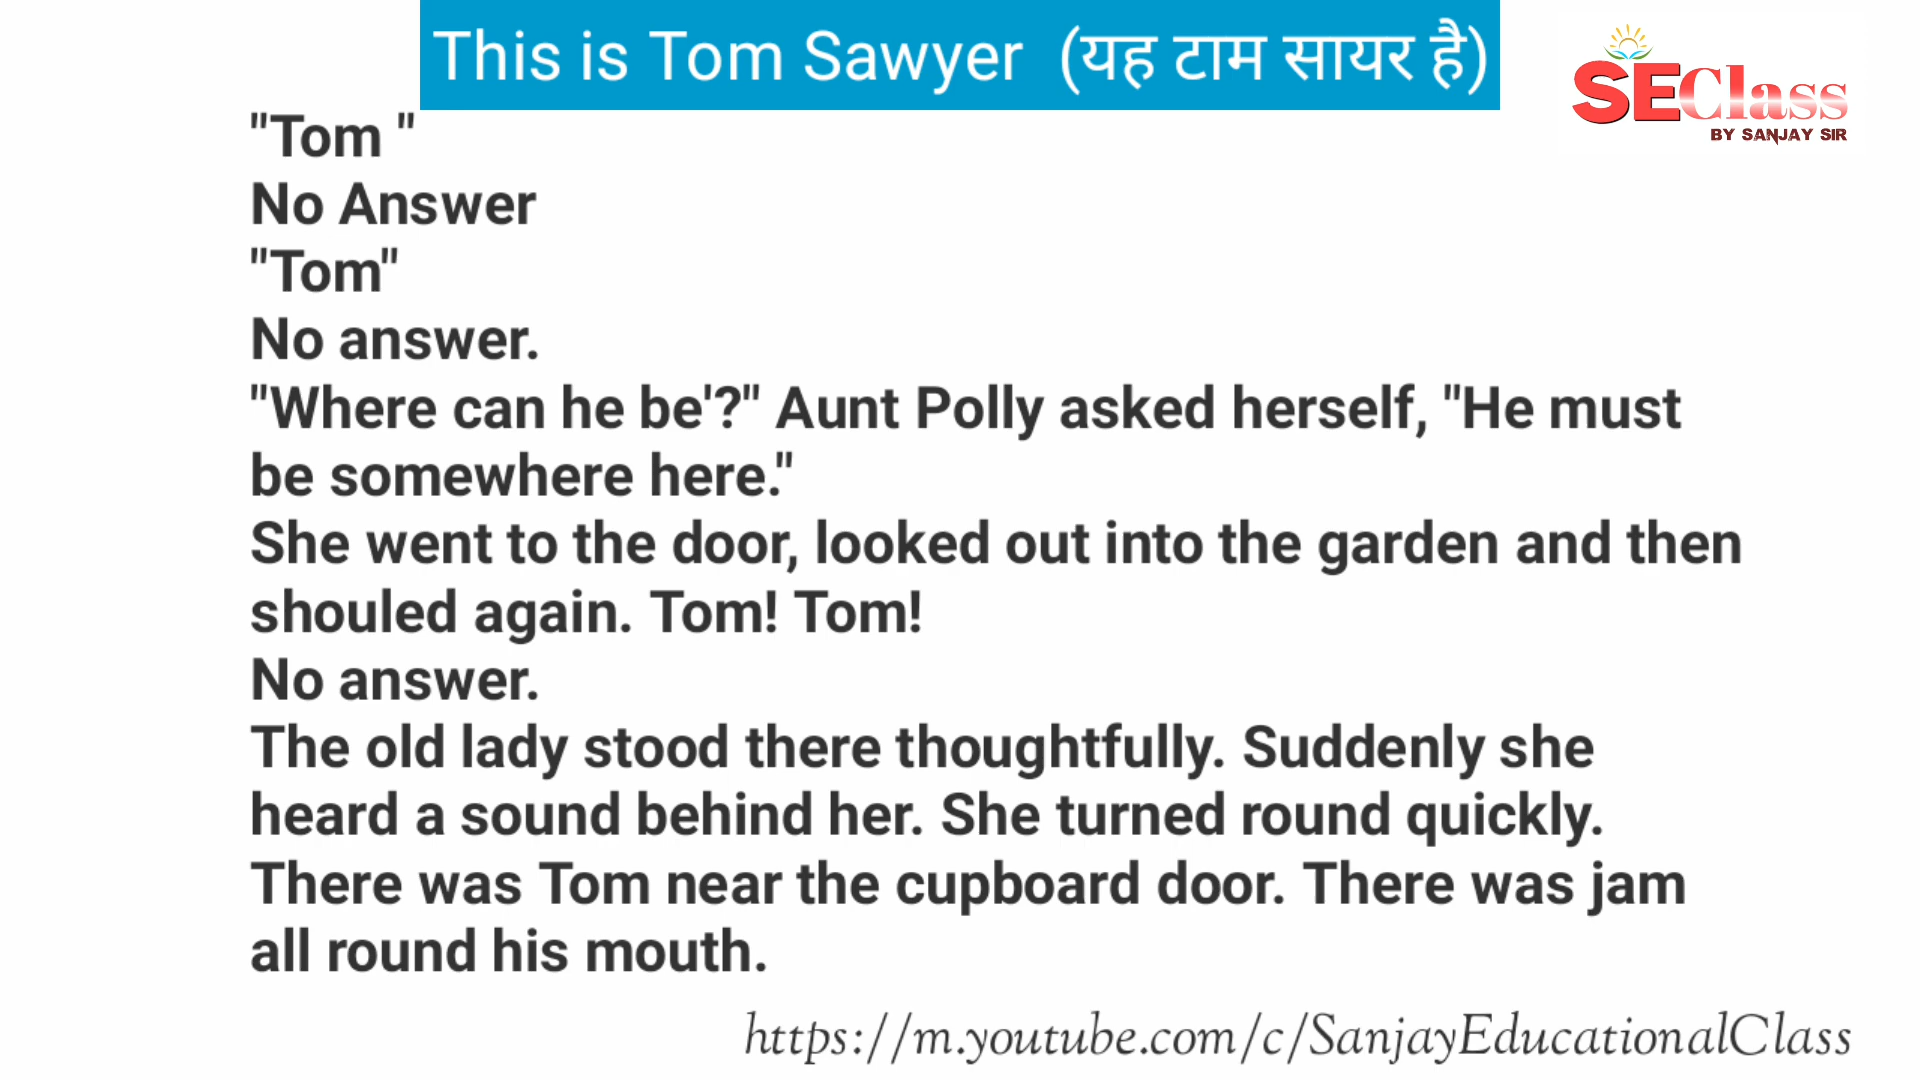 This is Tom Sawyer (यह टाम सायर है)
SEClass
BY SANJAY SIR
"Tom "
No Answer
"Tom"
No answer.
"Where can he be'?" Aunt Polly asked herself, "He must
be somewhere here."
She went to the door, looked out into the garden and then
shouled again. Tom! Tom!
No answer.
The old lady stood there thoughtfully. Suddenly she
heard a sound behind her. She turned round quickly.
There was Tom near the cupboard door. There was jam
all round his mouth.
https://m.youtube.com/c/SanjayEducationalClass